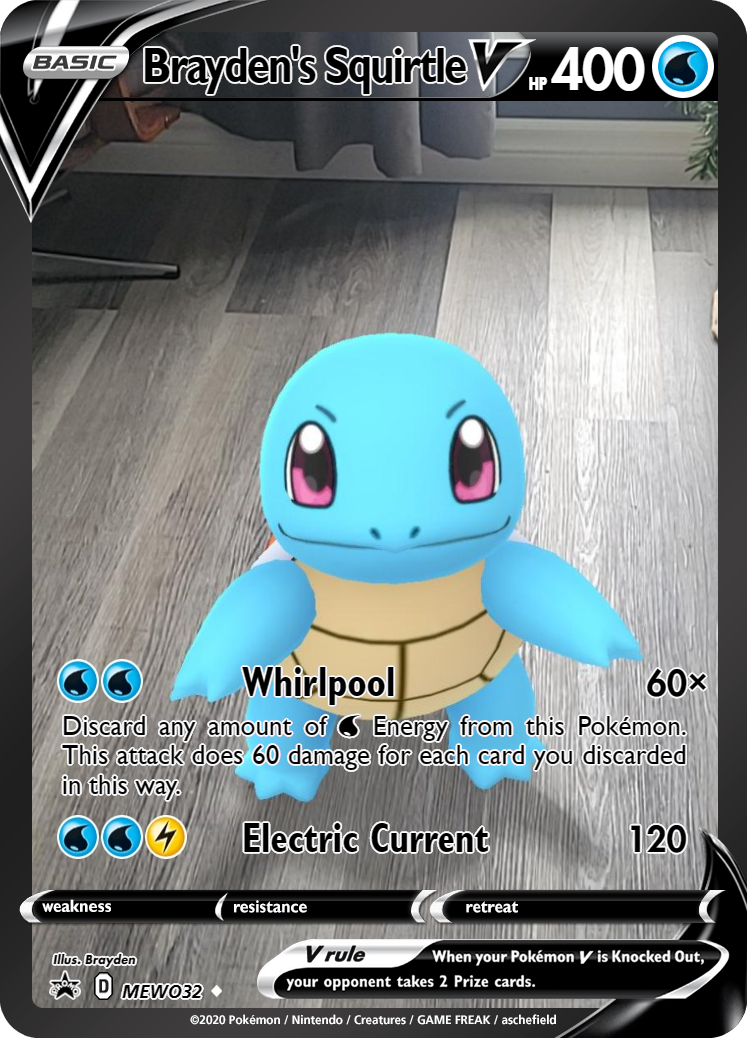 BASIC Brayden's Squirtle V HP 400
Whirlpool 60×
Discard any amount of Energy from this Pokémon.
This attack does 60 damage for each card you discarded
in this way.
Electric Current 120
weakness resistance retreat
Illus. Brayden
D MEWO32
V rule When your Pokémon V is Knocked Out,
your opponent takes 2 Prize cards.
©2020 Pokémon / Nintendo / Creatures / GAME FREAK / aschefield